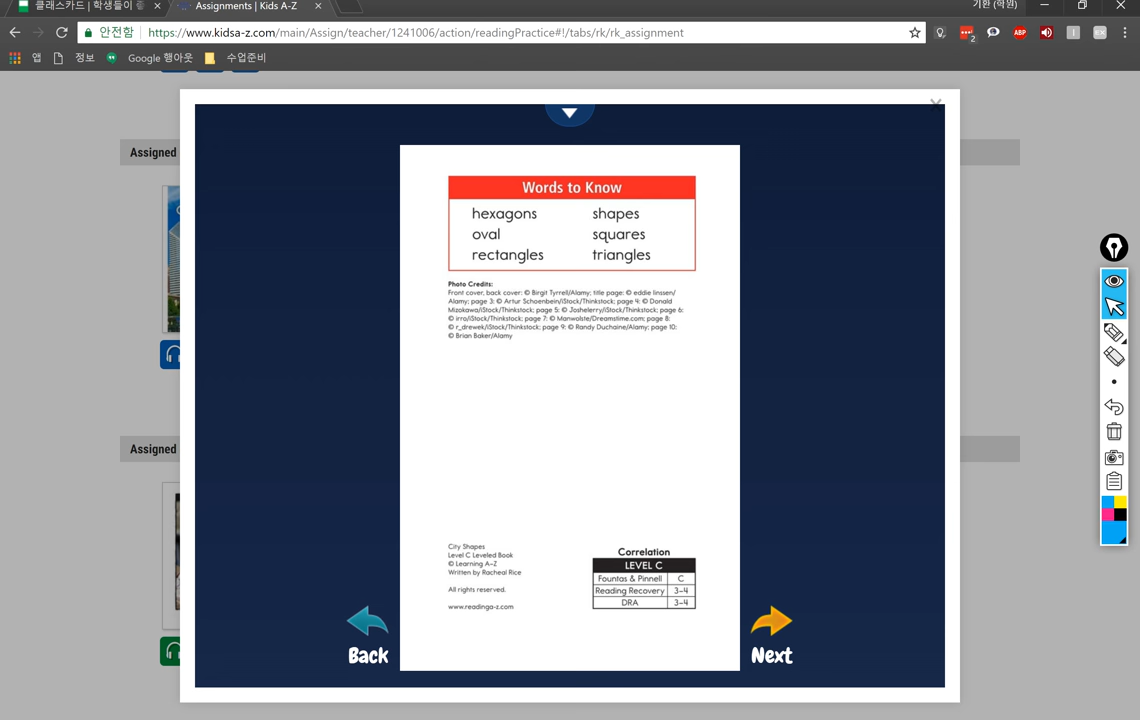 클래스카드 | 학생들이 좋
Assignments | Kids A-Z
기환 (학원)
안전함
https://www.kidsa-z.com/main/Assign/teacher/1241006/action/readingPractice#!/tabs/rk/rk_assignment
2
ABP
앱
정보
Google 행아웃
수업준비
Assigned
Words to Know
hexagons shapes
oval squares
rectangles triangles
Photo Credits:
Front cover, back cover: © Birgit Tyrrell/Alamy; title page: © eddie linssen/
Alamy; page 3: © Artur Schoenbein/iStock/Thinkstock; page 4: © Donald
Mizokawa/iStock/Thinkstock; page 5: © Joshelerry/iStock/Thinkstock; page 6:
© irra/iStock/Thinkstock; page 7: © Manwolste/Dreamstime.com; page 8:
© r_drewek/iStock/Thinkstock; page 9: © Randy Duchaine/Alamy; page 10:
© Brian Baker/Alamy
Assigned
City Shapes
Level C Leveled Book
© Learning A–Z
Written by Racheal Rice
All rights reserved.
www.readinga-z.com
Correlation
LEVEL C
Fountas & Pinnell C
Reading Recovery 3–4
DRA 3–4
Back
Next